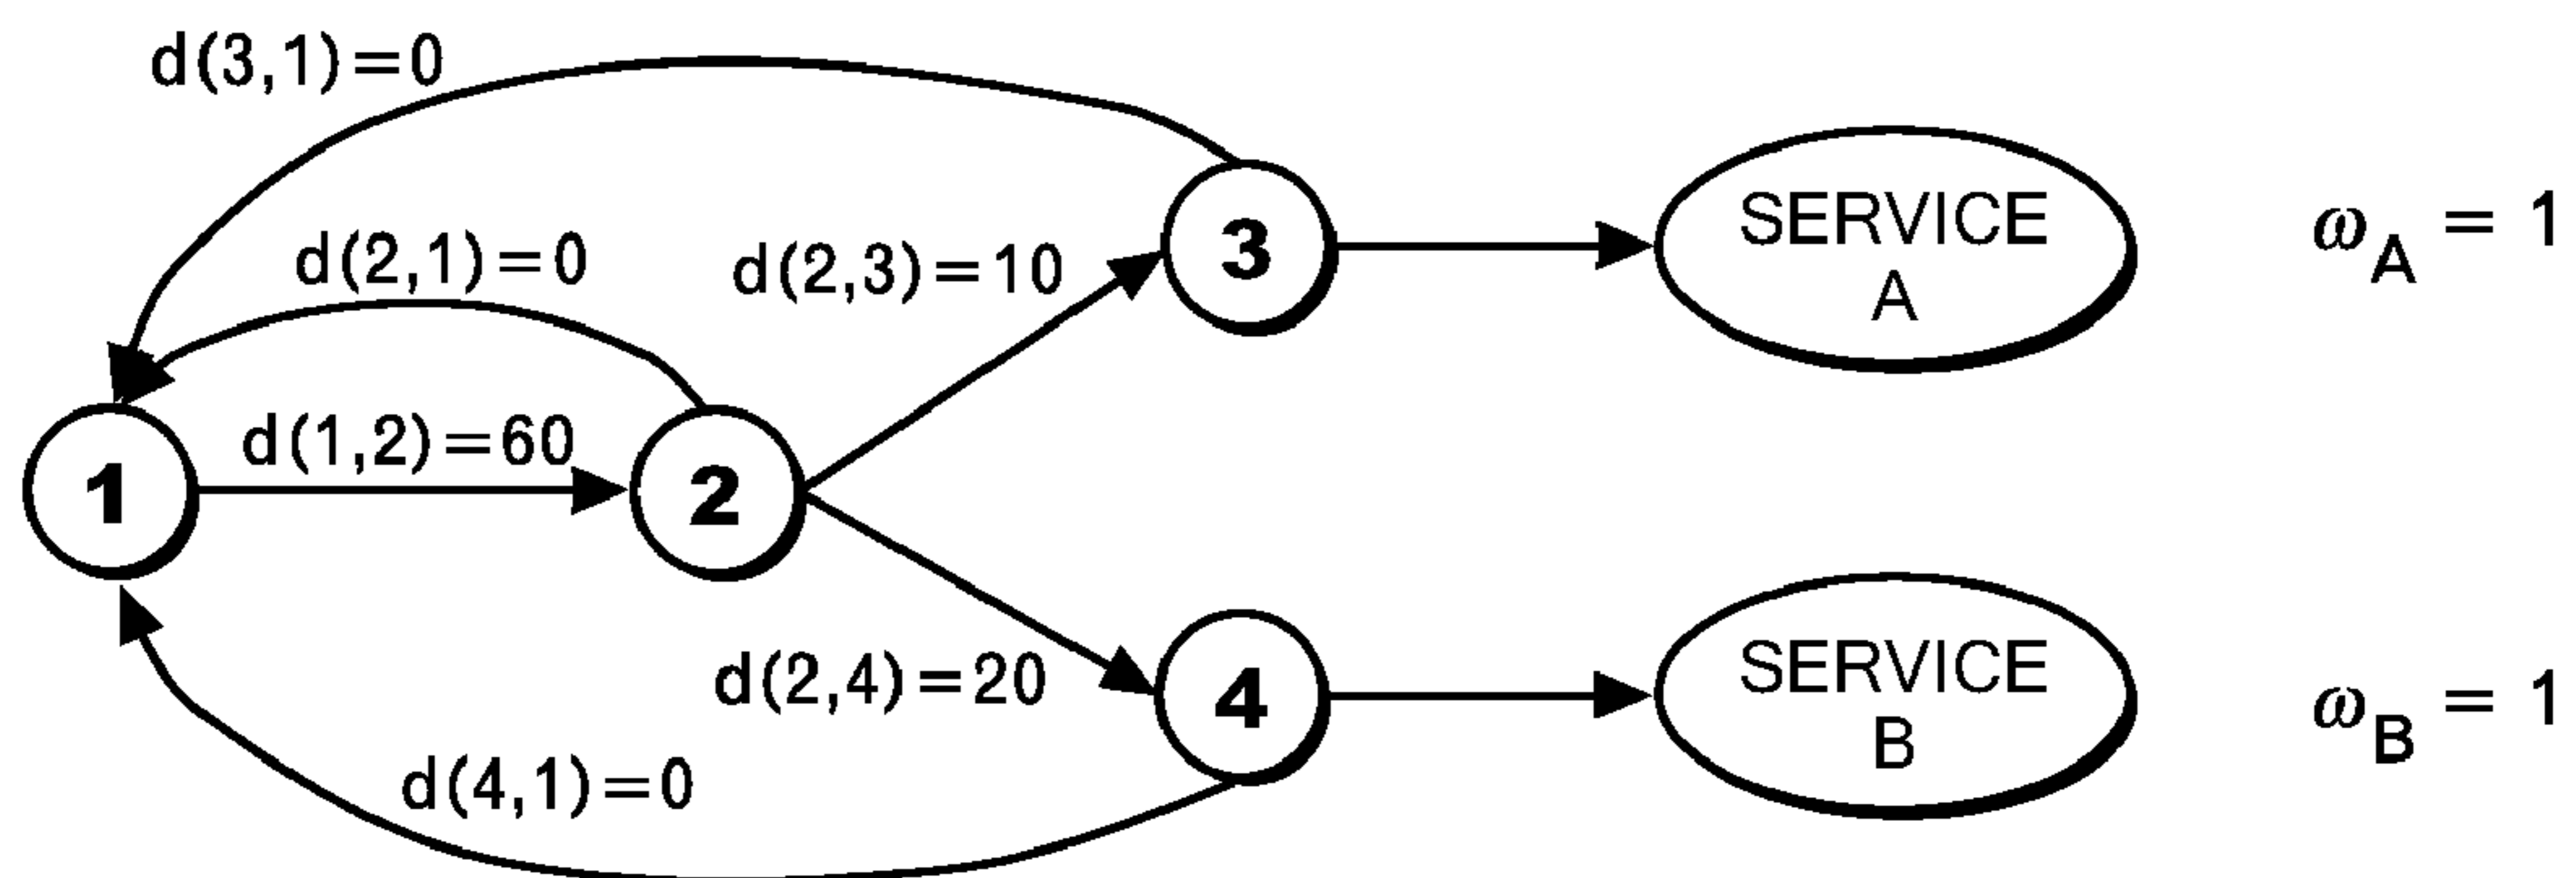 d(3,1)=0
SERVICE
A
ω_A = 1
3
d(2,1)=0
d(2,3)=10
d(1,2)=60
1
2
SERVICE
B
ω_B = 1
d(2,4)=20
4
d(4,1)=0